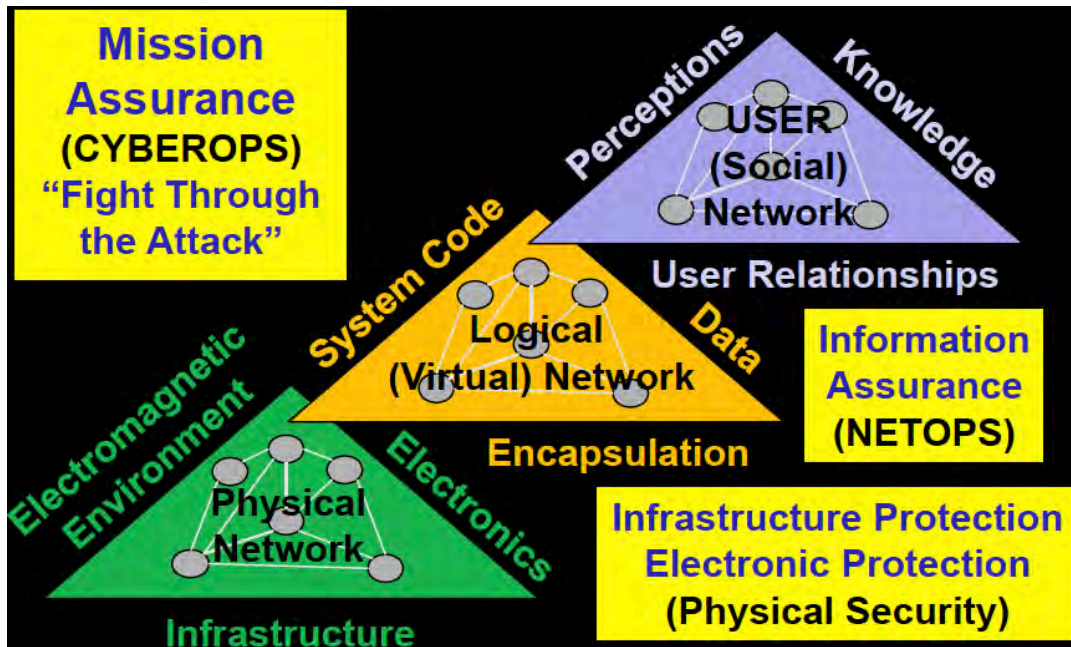 Mission
Assurance
(CYBEROPS)
“Fight Through
the Attack”
Perceptions
Knowledge
USER
(Social)
Network
User Relationships
System Code
Data
Logical
(Virtual) Network
Encapsulation
Information
Assurance
(NETOPS)
Electromagnetic
Environment
Electronics
Physical
Network
Infrastructure
Infrastructure Protection
Electronic Protection
(Physical Security)